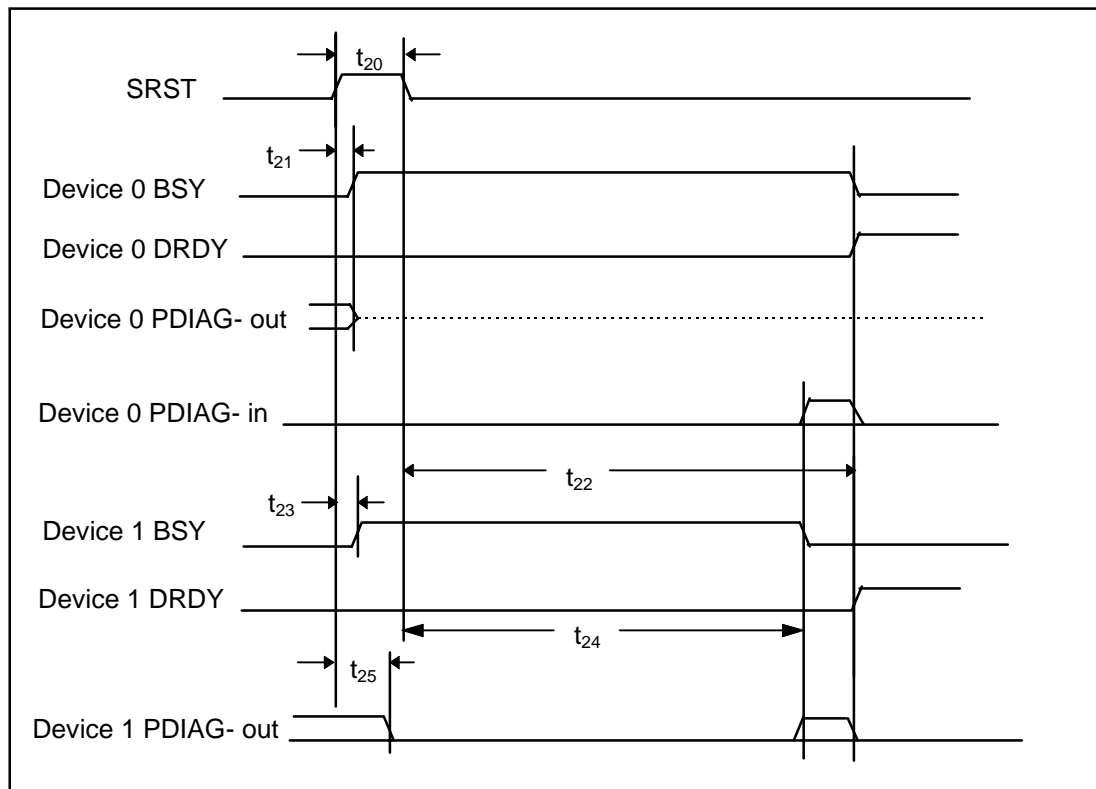 t20
SRST
t21
Device 0 BSY
Device 0 DRDY
Device 0 PDIAG- out
Device 0 PDIAG- in
t22
t23
Device 1 BSY
Device 1 DRDY
t24
t25
Device 1 PDIAG- out